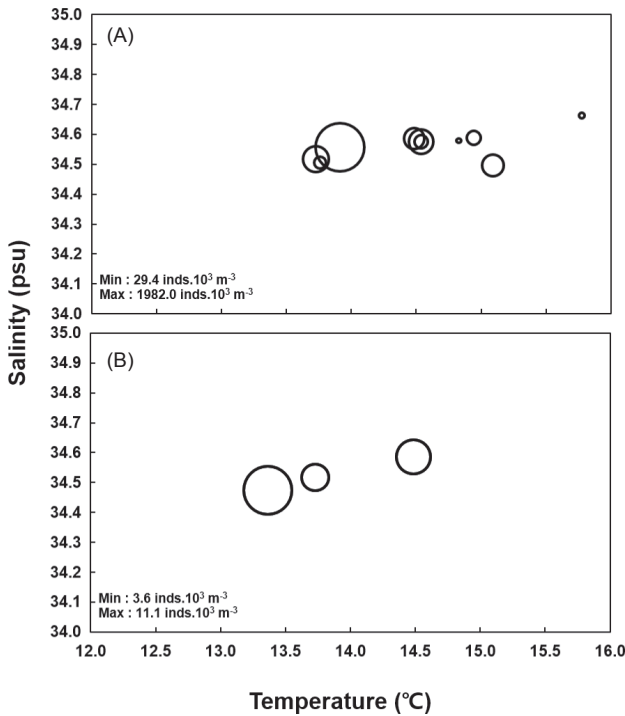 35.0
(A)
34.9
34.8
34.7
34.6
34.5
34.4
34.3
34.2
34.1
34.0
Min : 29.4 inds.10³ m⁻³
Max : 1982.0 inds.10³ m⁻³
Salinity (psu)
35.0
(B)
34.9
34.8
34.7
34.6
34.5
34.4
34.3
34.2
34.1
34.0
Min : 3.6 inds.10³ m⁻³
Max : 11.1 inds.10³ m⁻³
12.0 12.5 13.0 13.5 14.0 14.5 15.0 15.5 16.0
Temperature (℃)